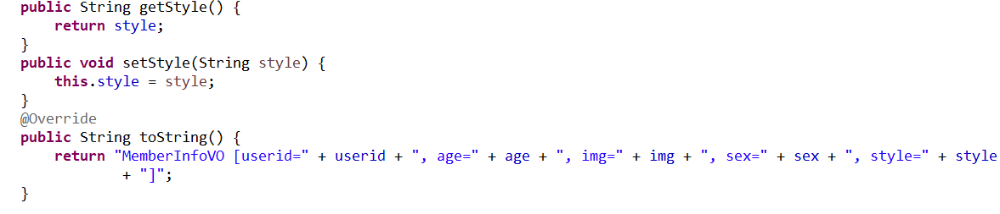 public String getStyle() {
    return style;
}
public void setStyle(String style) {
    this.style = style;
}
@Override
public String toString() {
    return "MemberInfoVO [userid=" + userid + ", age=" + age + ", img=" + img + ", sex=" + sex + ", style=" + style
            + "]";
}